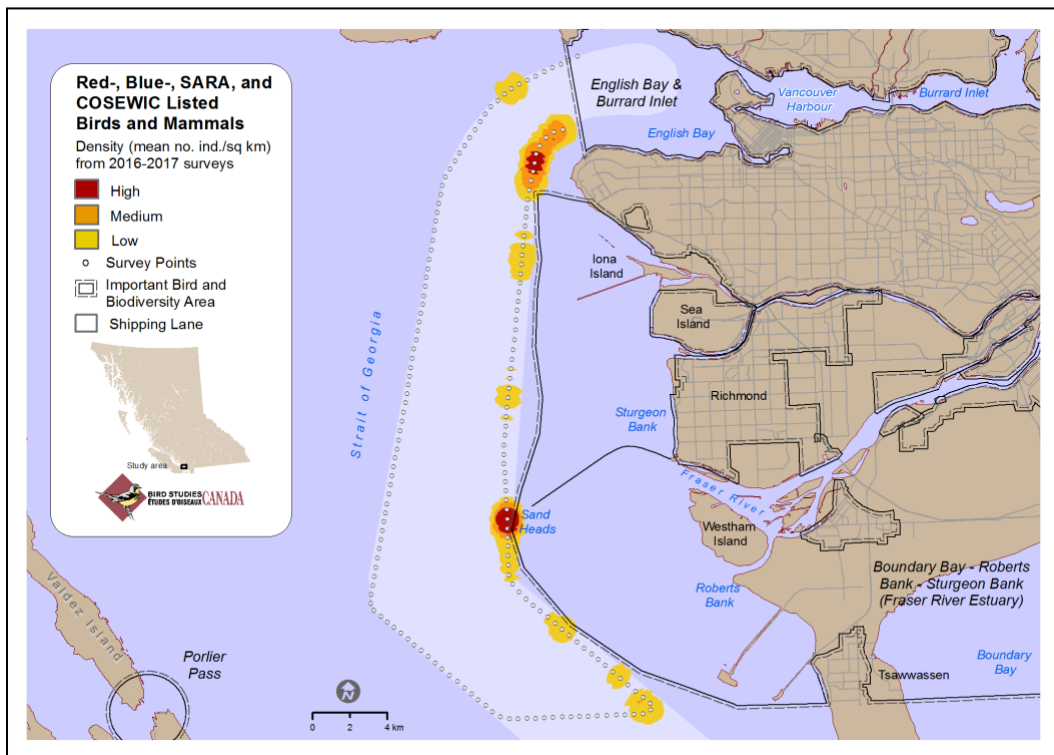 Red-, Blue-, SARA, and
COSEWIC Listed
Birds and Mammals
Density (mean no. ind./sq km)
from 2016-2017 surveys
High
Medium
Low
Survey Points
Important Bird and
Biodiversity Area
Shipping Lane
Study area
BIRD STUDIES
ÉTUDES D'OISEAUX
CANADA
English Bay &
Burrard Inlet
Vancouver
Harbour
Burrard Inlet
English Bay
Iona
Island
Sea
Island
Strait of Georgia
Richmond
Sturgeon
Bank
Fraser River
Sand
Heads
Westham
Island
Boundary Bay - Roberts
Bank - Sturgeon Bank
(Fraser River Estuary)
Roberts
Bank
Valdez Island
Porlier
Pass
Boundary
Bay
Tsawwassen
N
0 2 4 km